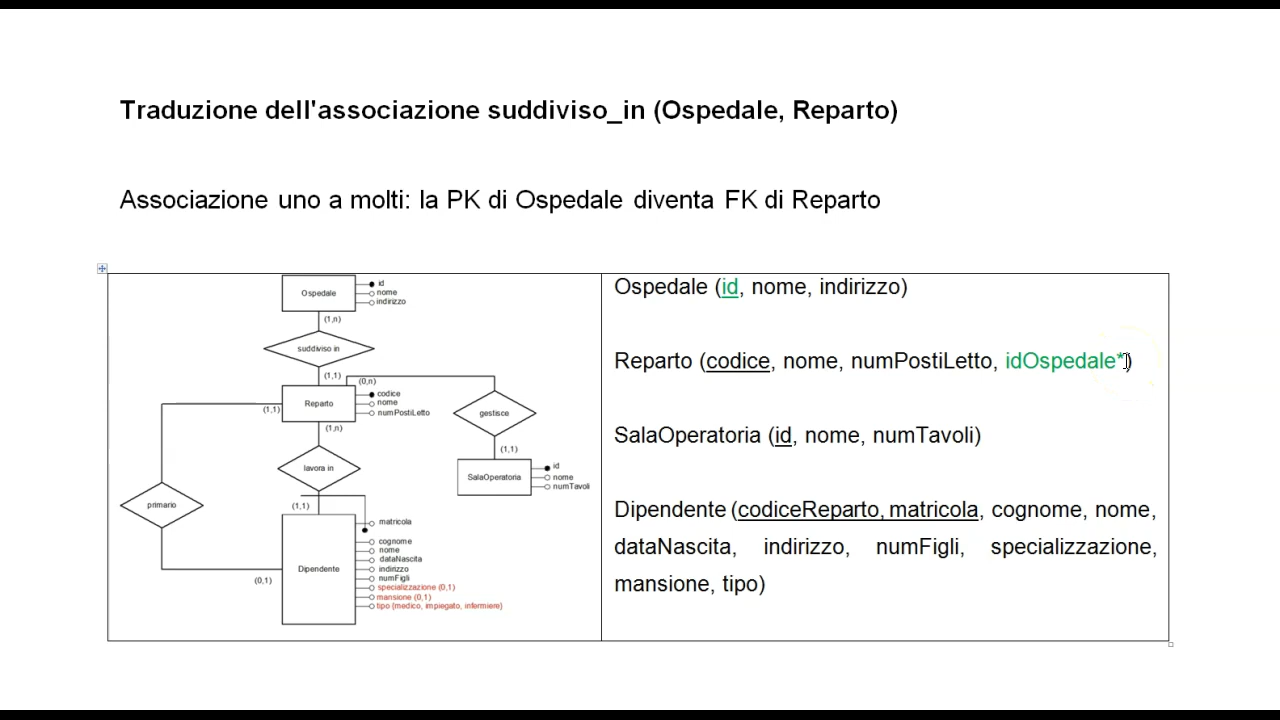 Traduzione dell'associazione suddiviso_in (Ospedale, Reparto)
Associazione uno a molti: la PK di Ospedale diventa FK di Reparto
Ospedale
id
nome
indirizzo
(1,n)
suddiviso in
(1,1)
(0,n)
(1,1)
Reparto
codice
nome
numPostiLetto
(1,n)
gestisce
(1,1)
lavora in
SalaOperatoria
id
nome
numTavoli
primario
(1,1)
matricola
Dipendente
cognome
nome
dataNascita
indirizzo
numFigli
specializzazione (0,1)
mansione (0,1)
tipo (medico, impiegato, infermiere)
(0,1)
Ospedale (id, nome, indirizzo)
Reparto (codice, nome, numPostiLetto, idOspedale*)
SalaOperatoria (id, nome, numTavoli)
Dipendente (codiceReparto, matricola, cognome, nome,
dataNascita, indirizzo, numFigli, specializzazione,
mansione, tipo)